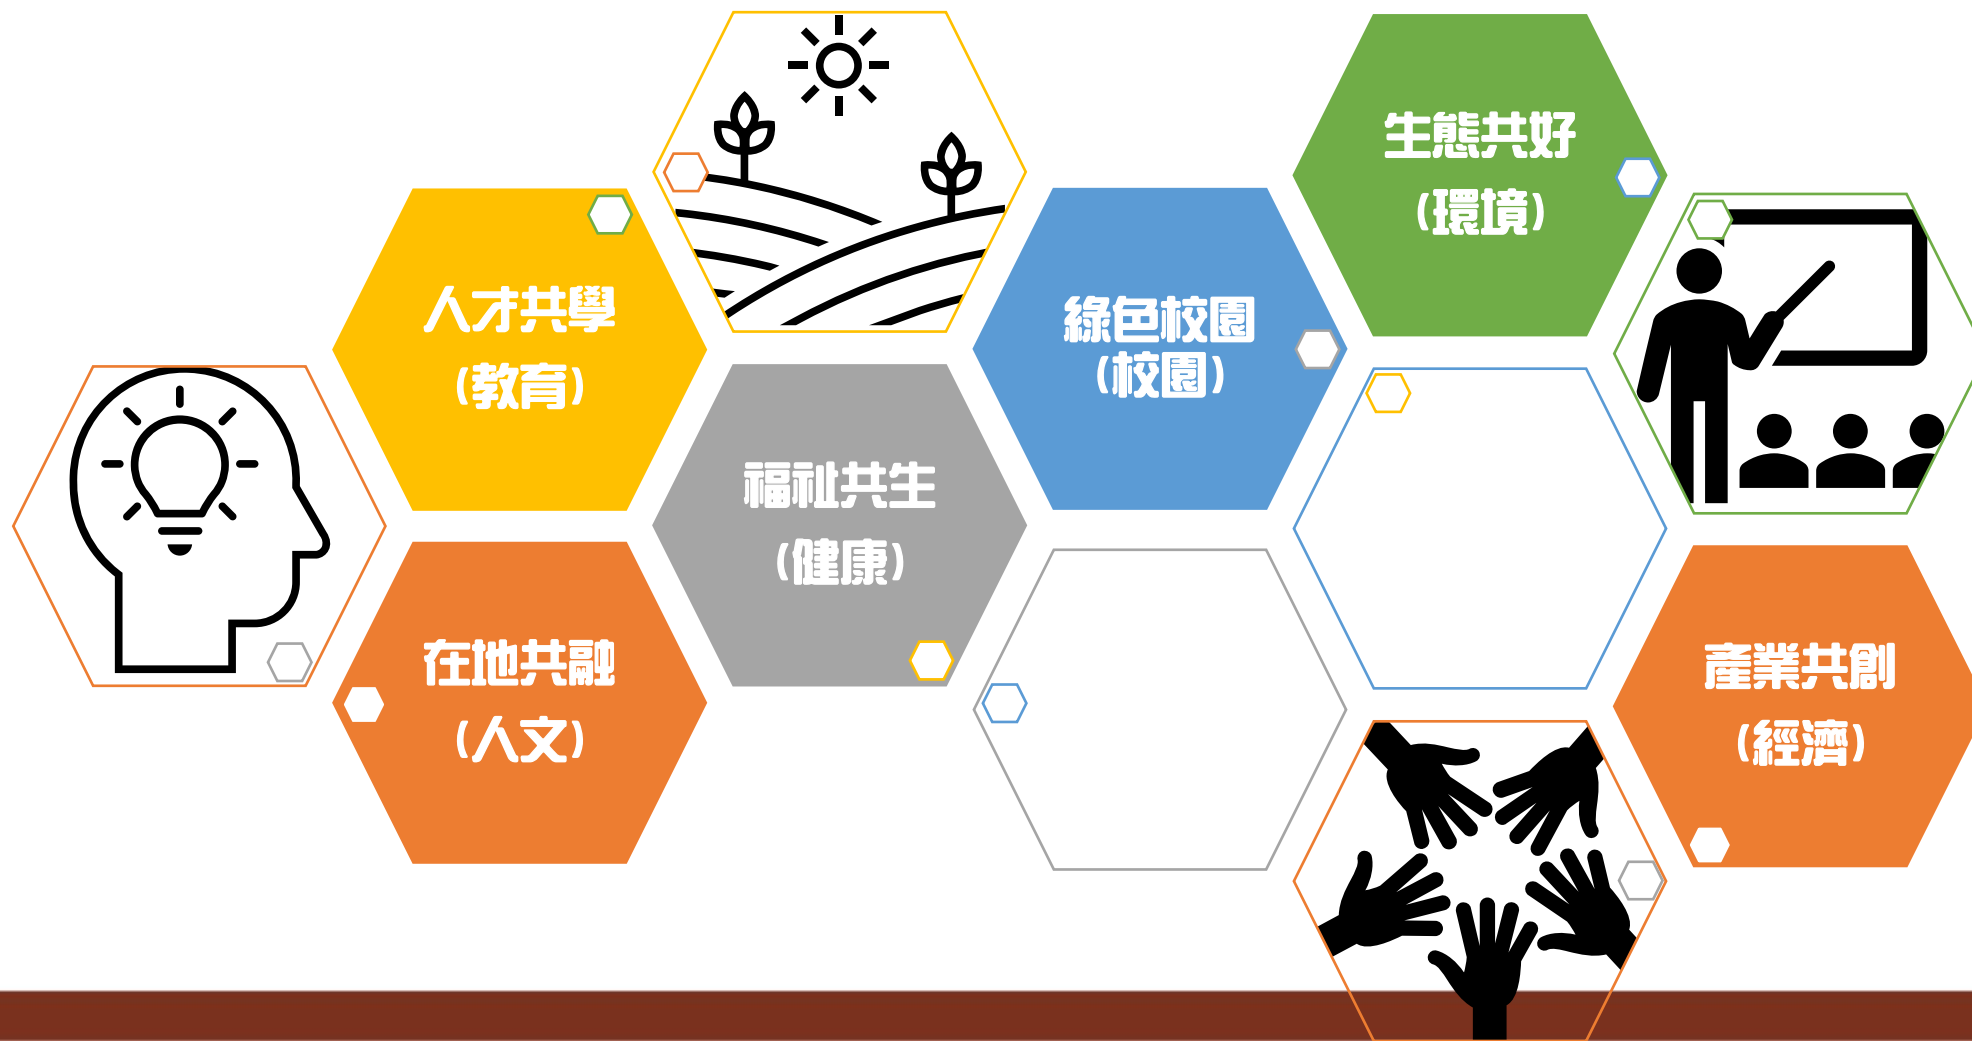 人才共學
(教育)
在地共融
(人文)
福祉共生
(健康)
綠色校園
(校園)
生態共好
(環境)
產業共創
(經濟)